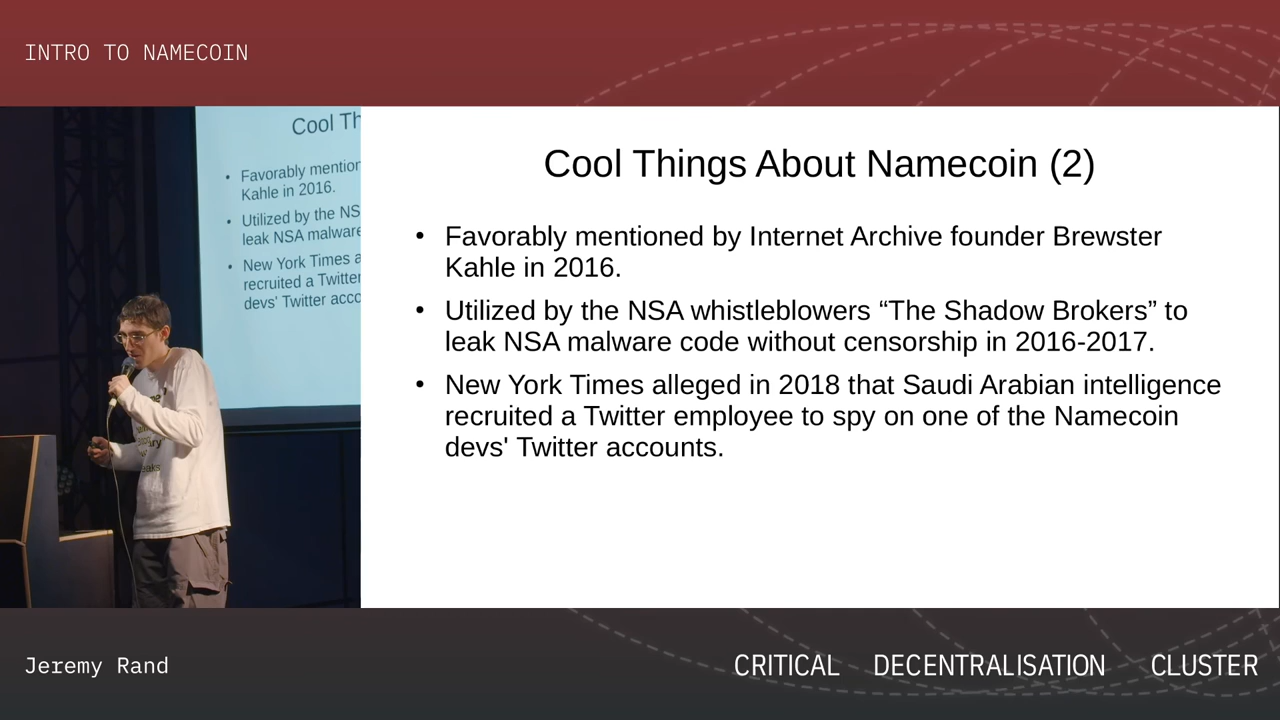 INTRO TO NAMECOIN
Cool Th
Favorably mention
Kahle in 2016.
Utilized by the NS
leak NSA malware
New York Times a
recruited a Twitter
devs' Twitter acco
Cool Things About Namecoin (2)
• Favorably mentioned by Internet Archive founder Brewster
Kahle in 2016.
• Utilized by the NSA whistleblowers “The Shadow Brokers” to
leak NSA malware code without censorship in 2016-2017.
• New York Times alleged in 2018 that Saudi Arabian intelligence
recruited a Twitter employee to spy on one of the Namecoin
devs' Twitter accounts.
Jeremy Rand
CRITICAL DECENTRALISATION CLUSTER